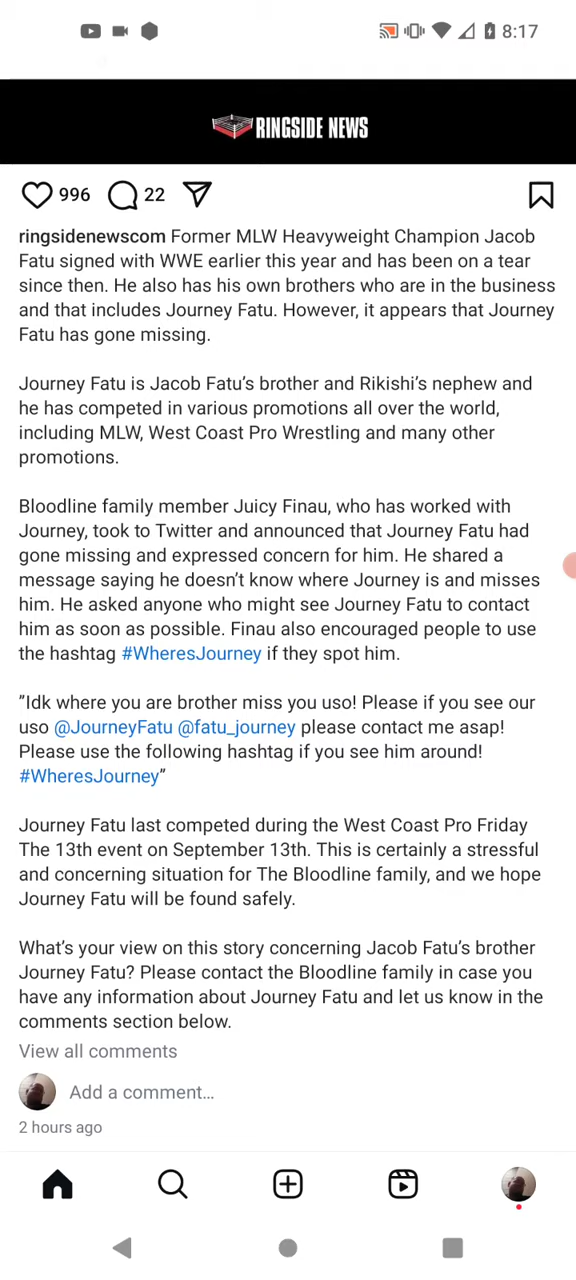 8:17
RINGSIDE NEWS
996 22
ringsidenewscom Former MLW Heavyweight Champion Jacob
Fatu signed with WWE earlier this year and has been on a tear
since then. He also has his own brothers who are in the business
and that includes Journey Fatu. However, it appears that Journey
Fatu has gone missing.
Journey Fatu is Jacob Fatu’s brother and Rikishi’s nephew and
he has competed in various promotions all over the world,
including MLW, West Coast Pro Wrestling and many other
promotions.
Bloodline family member Juicy Finau, who has worked with
Journey, took to Twitter and announced that Journey Fatu had
gone missing and expressed concern for him. He shared a
message saying he doesn’t know where Journey is and misses
him. He asked anyone who might see Journey Fatu to contact
him as soon as possible. Finau also encouraged people to use
the hashtag #WheresJourney if they spot him.
”Idk where you are brother miss you uso! Please if you see our
uso @JourneyFatu @fatu_journey please contact me asap!
Please use the following hashtag if you see him around!
#WheresJourney”
Journey Fatu last competed during the West Coast Pro Friday
The 13th event on September 13th. This is certainly a stressful
and concerning situation for The Bloodline family, and we hope
Journey Fatu will be found safely.
What’s your view on this story concerning Jacob Fatu’s brother
Journey Fatu? Please contact the Bloodline family in case you
have any information about Journey Fatu and let us know in the
comments section below.
View all comments
Add a comment…
2 hours ago